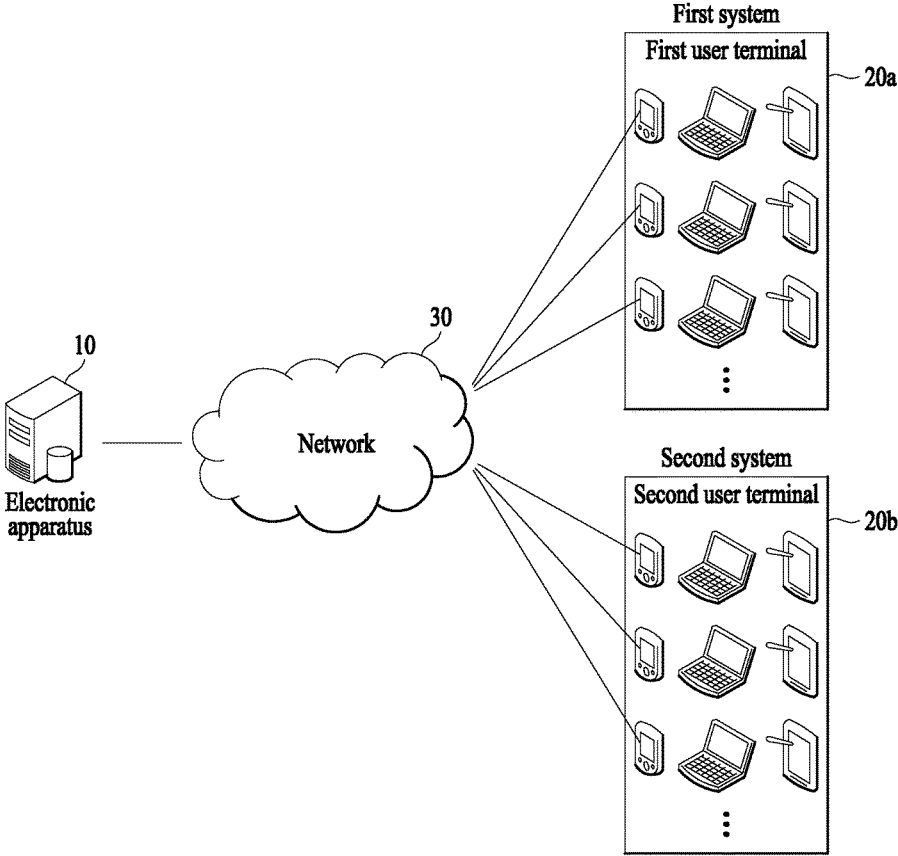 First system
First user terminal
20a
30
10
Network
Electronic
apparatus
Second system
Second user terminal
20b